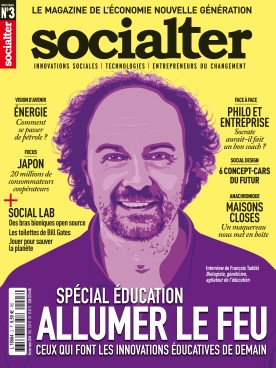 N°3
socialter
LE MAGAZINE DE L'ÉCONOMIE NOUVELLE GÉNÉRATION
socialter
INNOVATIONS SOCIALES | TECHNOLOGIES | ENTREPRENEURS DU CHANGEMENT
VISION D'AVENIR
ÉNERGIE
Comment
se passer
de pétrole ?
FOCUS
JAPON
20 millions de
consommateurs
coopérateurs
+
SOCIAL LAB
Des bras bioniques open source
Les toilettes de Bill Gates
Jouer pour sauver
la planète
FACE À FACE
PHILO ET
ENTREPRISE
Socrate
aurait-il fait
un bon chef ?
SOCIAL DESIGN
6 CONCEPT-CARS
DU FUTUR
ANACHRONIQUE
MAISONS
CLOSES
Un maquereau
nous met en boîte
Interview de François Taddéi
Biologiste, généticien,
agitateur de l'éducation
SPÉCIAL ÉDUCATION
ALLUMER LE FEU
CEUX QUI FONT LES INNOVATIONS ÉDUCATIVES DE DEMAIN